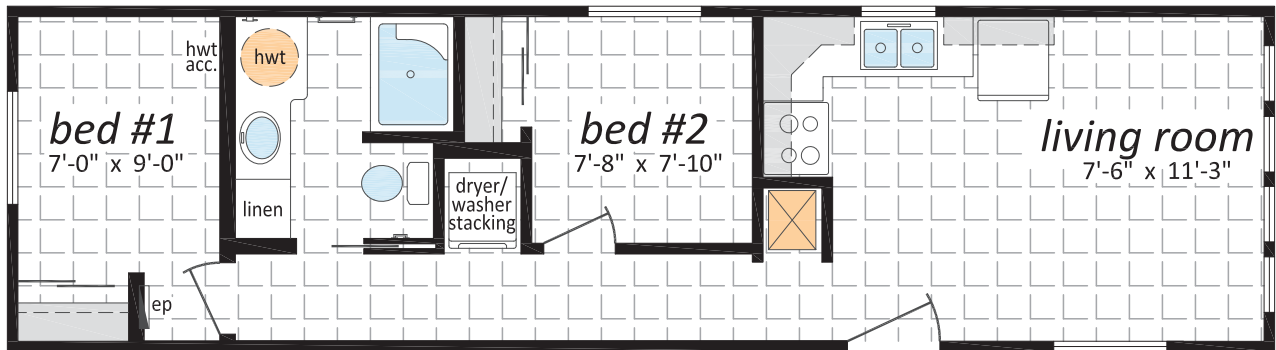 hwt
acc.
bed #1
7'-0" x 9'-0"
ep
hwt
linen
dryer/
washer
stacking
bed #2
7'-8" x 7'-10"
living room
7'-6" x 11'-3"